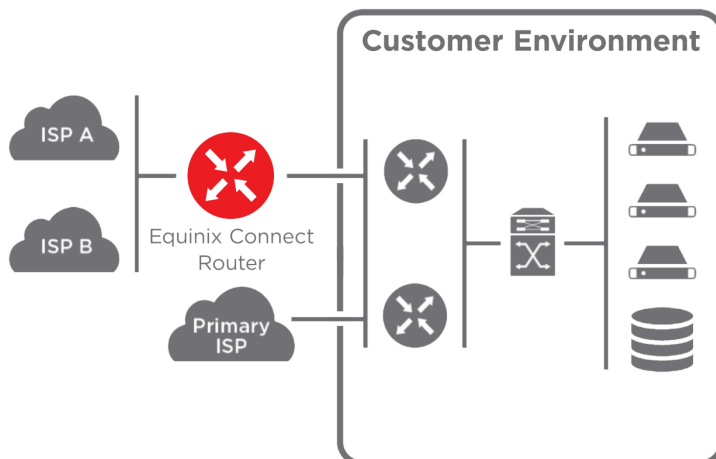 Customer Environment
ISP A
ISP B
Equinix Connect
Router
Primary
ISP